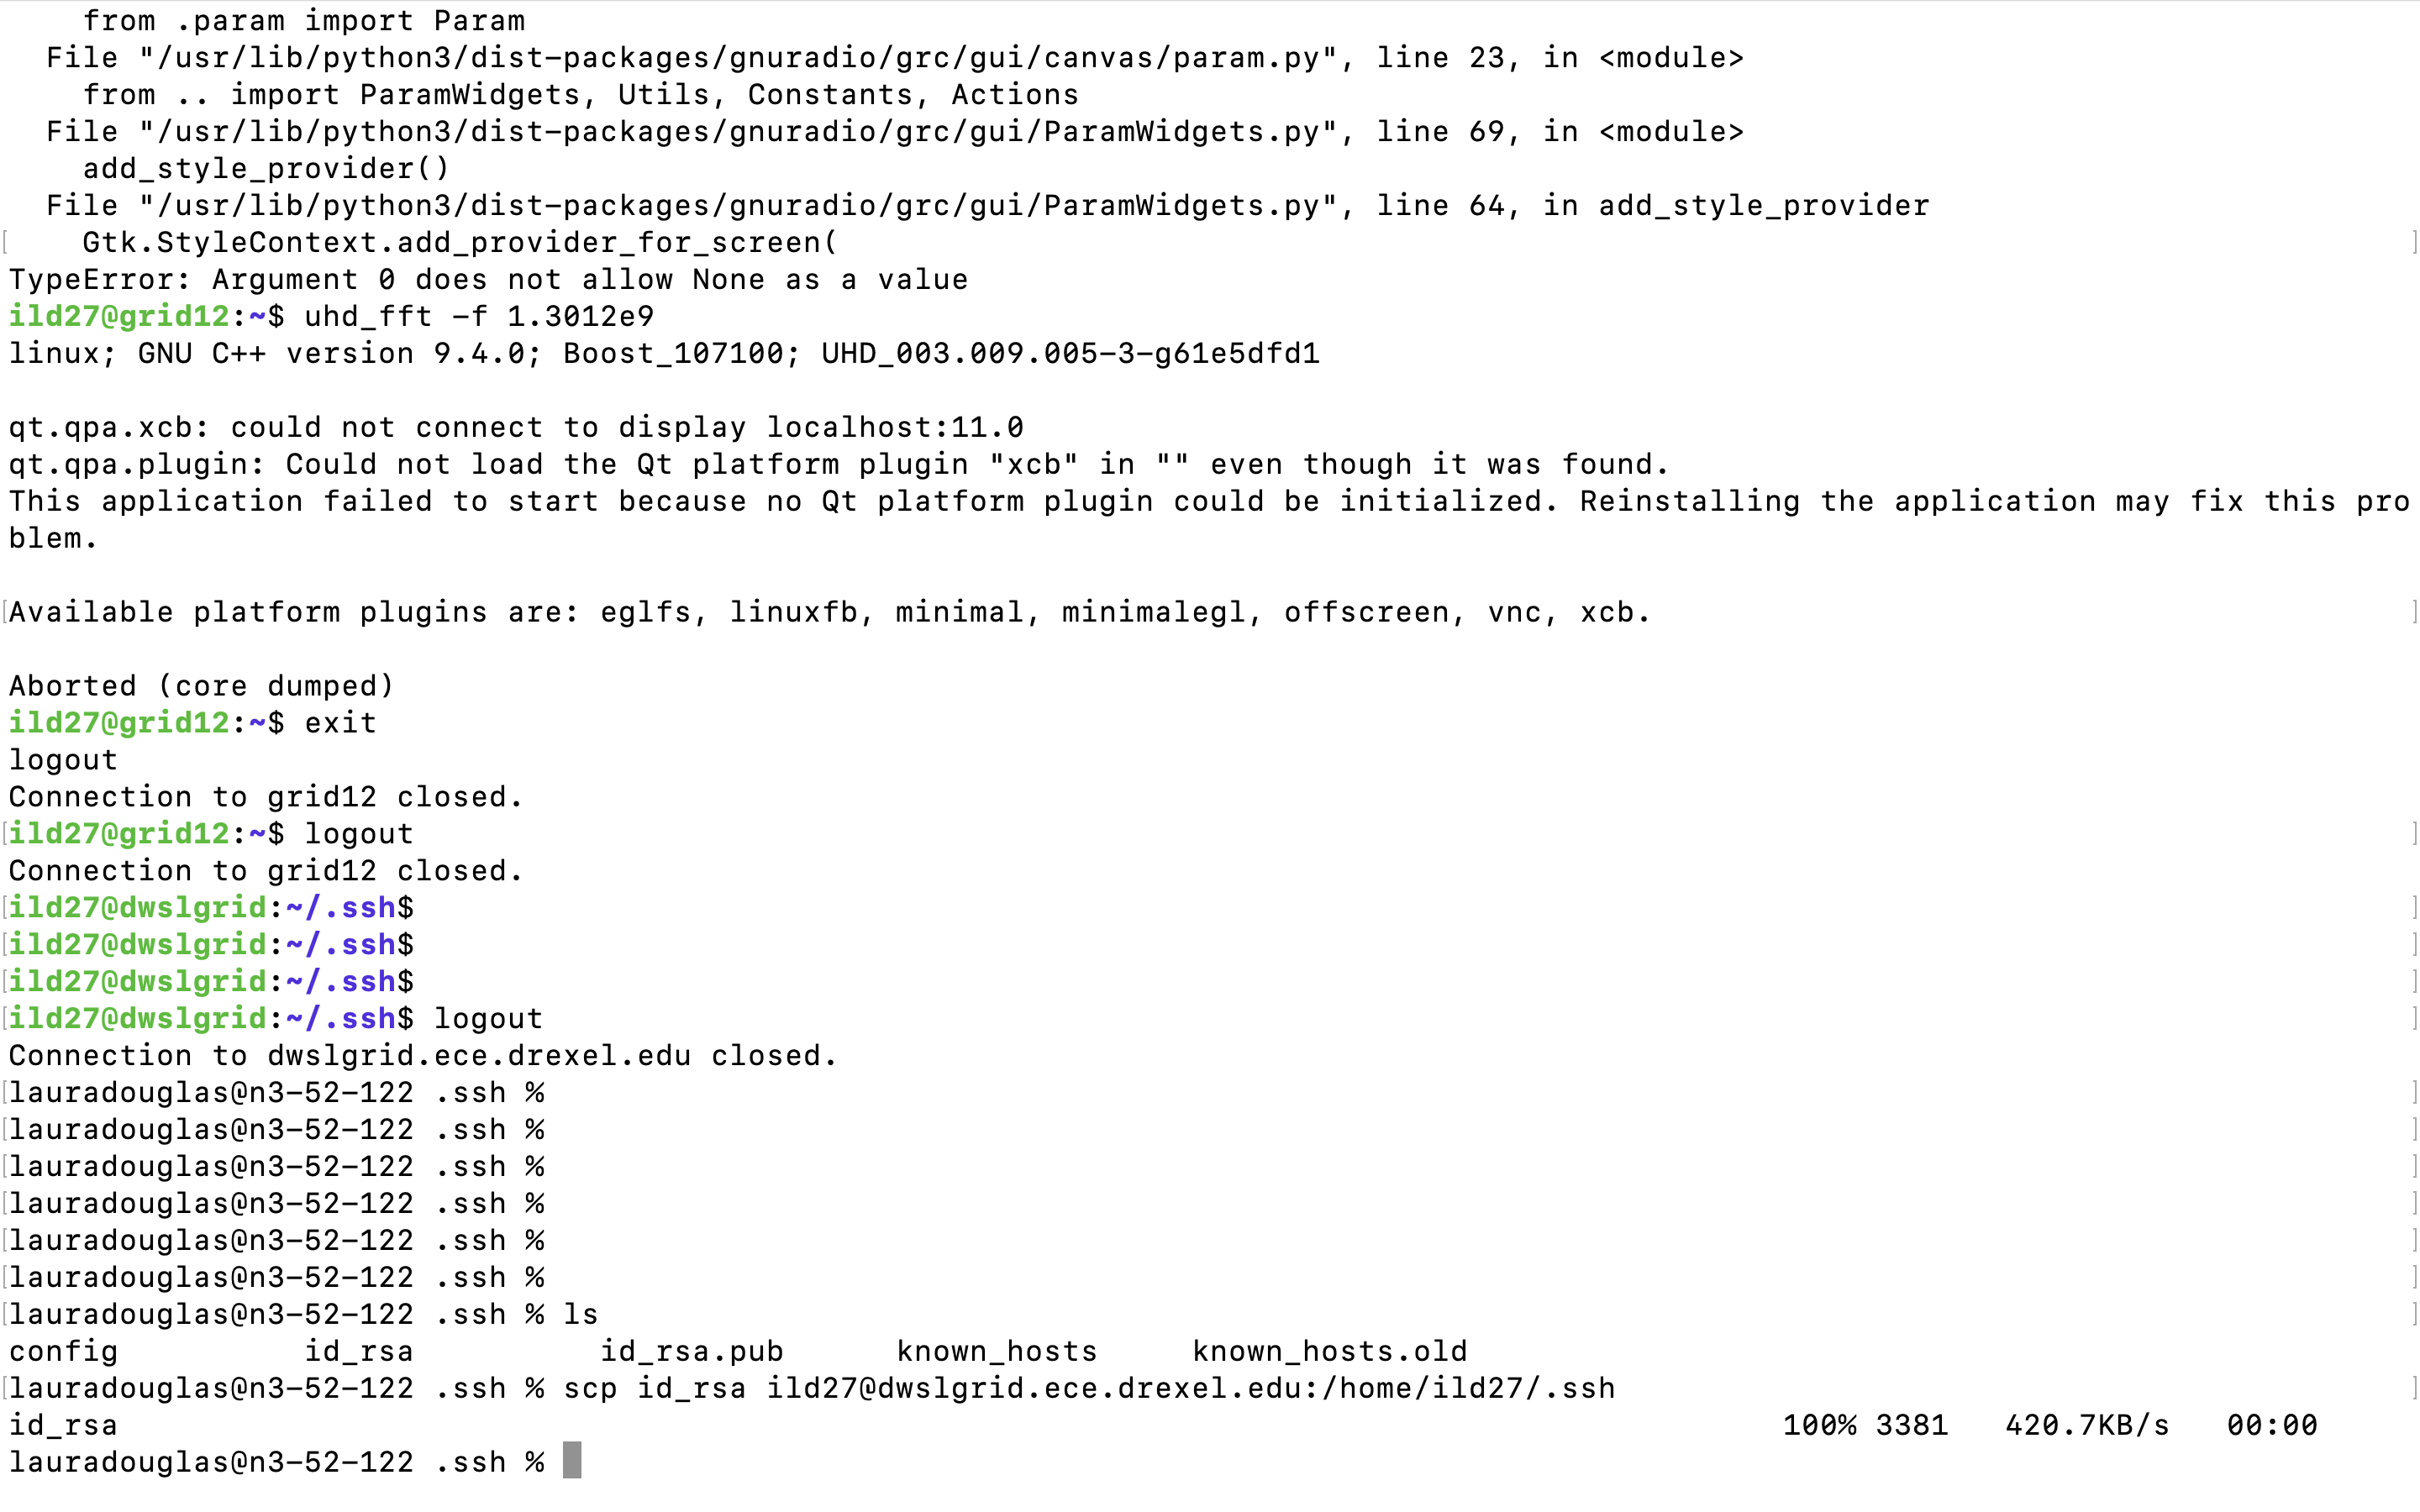 from .param import Param
  File "/usr/lib/python3/dist-packages/gnuradio/grc/gui/canvas/param.py", line 23, in <module>
    from .. import ParamWidgets, Utils, Constants, Actions
  File "/usr/lib/python3/dist-packages/gnuradio/grc/gui/ParamWidgets.py", line 69, in <module>
    add_style_provider()
  File "/usr/lib/python3/dist-packages/gnuradio/grc/gui/ParamWidgets.py", line 64, in add_style_provider
[    Gtk.StyleContext.add_provider_for_screen( ]
TypeError: Argument 0 does not allow None as a value
ild27@grid12:~$ uhd_fft -f 1.3012e9
linux; GNU C++ version 9.4.0; Boost_107100; UHD_003.009.005-3-g61e5dfd1

qt.qpa.xcb: could not connect to display localhost:11.0
qt.qpa.plugin: Could not load the Qt platform plugin "xcb" in "" even though it was found.
This application failed to start because no Qt platform plugin could be initialized. Reinstalling the application may fix this pro
blem.

[Available platform plugins are: eglfs, linuxfb, minimal, minimalegl, offscreen, vnc, xcb. ]

Aborted (core dumped)
ild27@grid12:~$ exit
logout
Connection to grid12 closed.
[ild27@grid12:~$ logout ]
Connection to grid12 closed.
[ild27@dwslgrid:~/.ssh$ ]
[ild27@dwslgrid:~/.ssh$ ]
[ild27@dwslgrid:~/.ssh$ ]
[ild27@dwslgrid:~/.ssh$ logout ]
Connection to dwslgrid.ece.drexel.edu closed.
[lauradouglas@n3-52-122 .ssh % ]
[lauradouglas@n3-52-122 .ssh % ]
[lauradouglas@n3-52-122 .ssh % ]
[lauradouglas@n3-52-122 .ssh % ]
[lauradouglas@n3-52-122 .ssh % ]
[lauradouglas@n3-52-122 .ssh % ]
[lauradouglas@n3-52-122 .ssh % ls ]
config          id_rsa          id_rsa.pub      known_hosts     known_hosts.old
[lauradouglas@n3-52-122 .ssh % scp id_rsa ild27@dwslgrid.ece.drexel.edu:/home/ild27/.ssh ]
id_rsa                                                                                          100% 3381   420.7KB/s   00:00
lauradouglas@n3-52-122 .ssh %